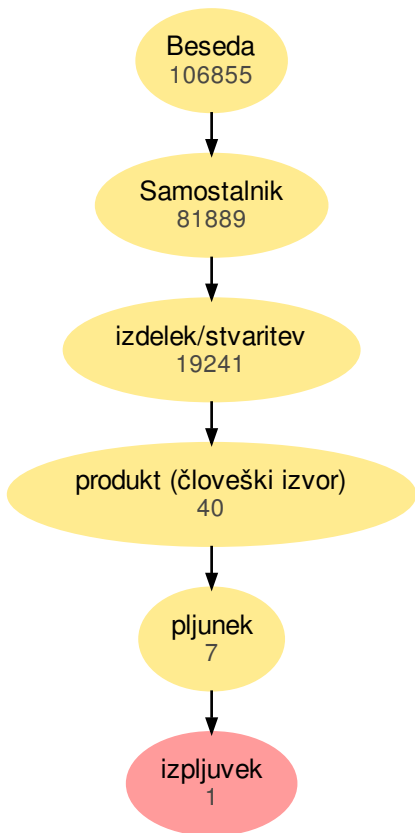 Beseda
106855
Samostalnik
81889
izdelek/stvaritev
19241
produkt (človeški izvor)
40
pljunek
7
izpljuvek
1